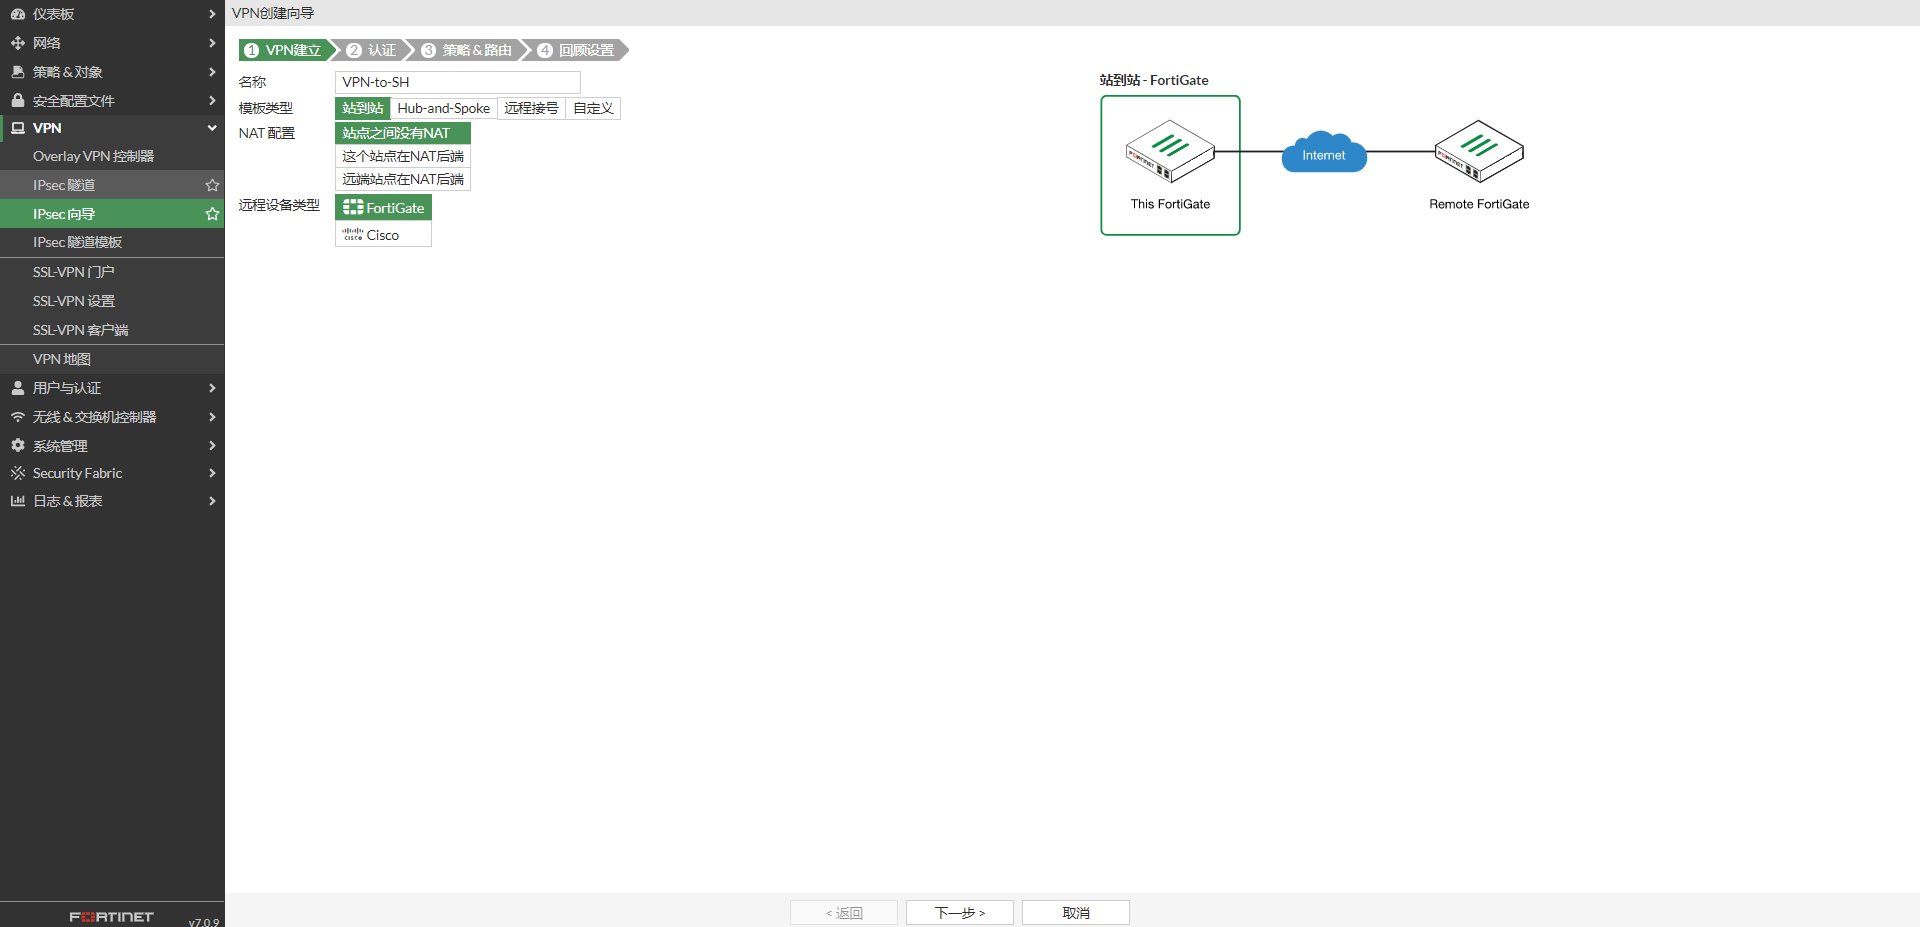 仪表板
网络
策略 & 对象
安全配置文件
VPN
Overlay VPN 控制器
IPsec 隧道
IPsec 向导
IPsec 隧道模板
SSL-VPN 门户
SSL-VPN 设置
SSL-VPN 客户端
VPN 地图
用户与认证
无线 & 交换机控制器
系统管理
Security Fabric
日志 & 报表
FORTINET
v7.0.9
VPN创建向导
1 VPN建立 2 认证 3 策略 & 路由 4 回顾设置
名称 VPN-to-SH
模板类型 站到站 Hub-and-Spoke 远程接号 自定义
NAT 配置 站点之间没有NAT
这个站点在NAT后端
远端站点在NAT后端
远程设备类型 FortiGate
CISCO Cisco
站到站 - FortiGate
FORTINET
Internet
FORTINET
This FortiGate
Remote FortiGate
< 返回 下一步 > 取消